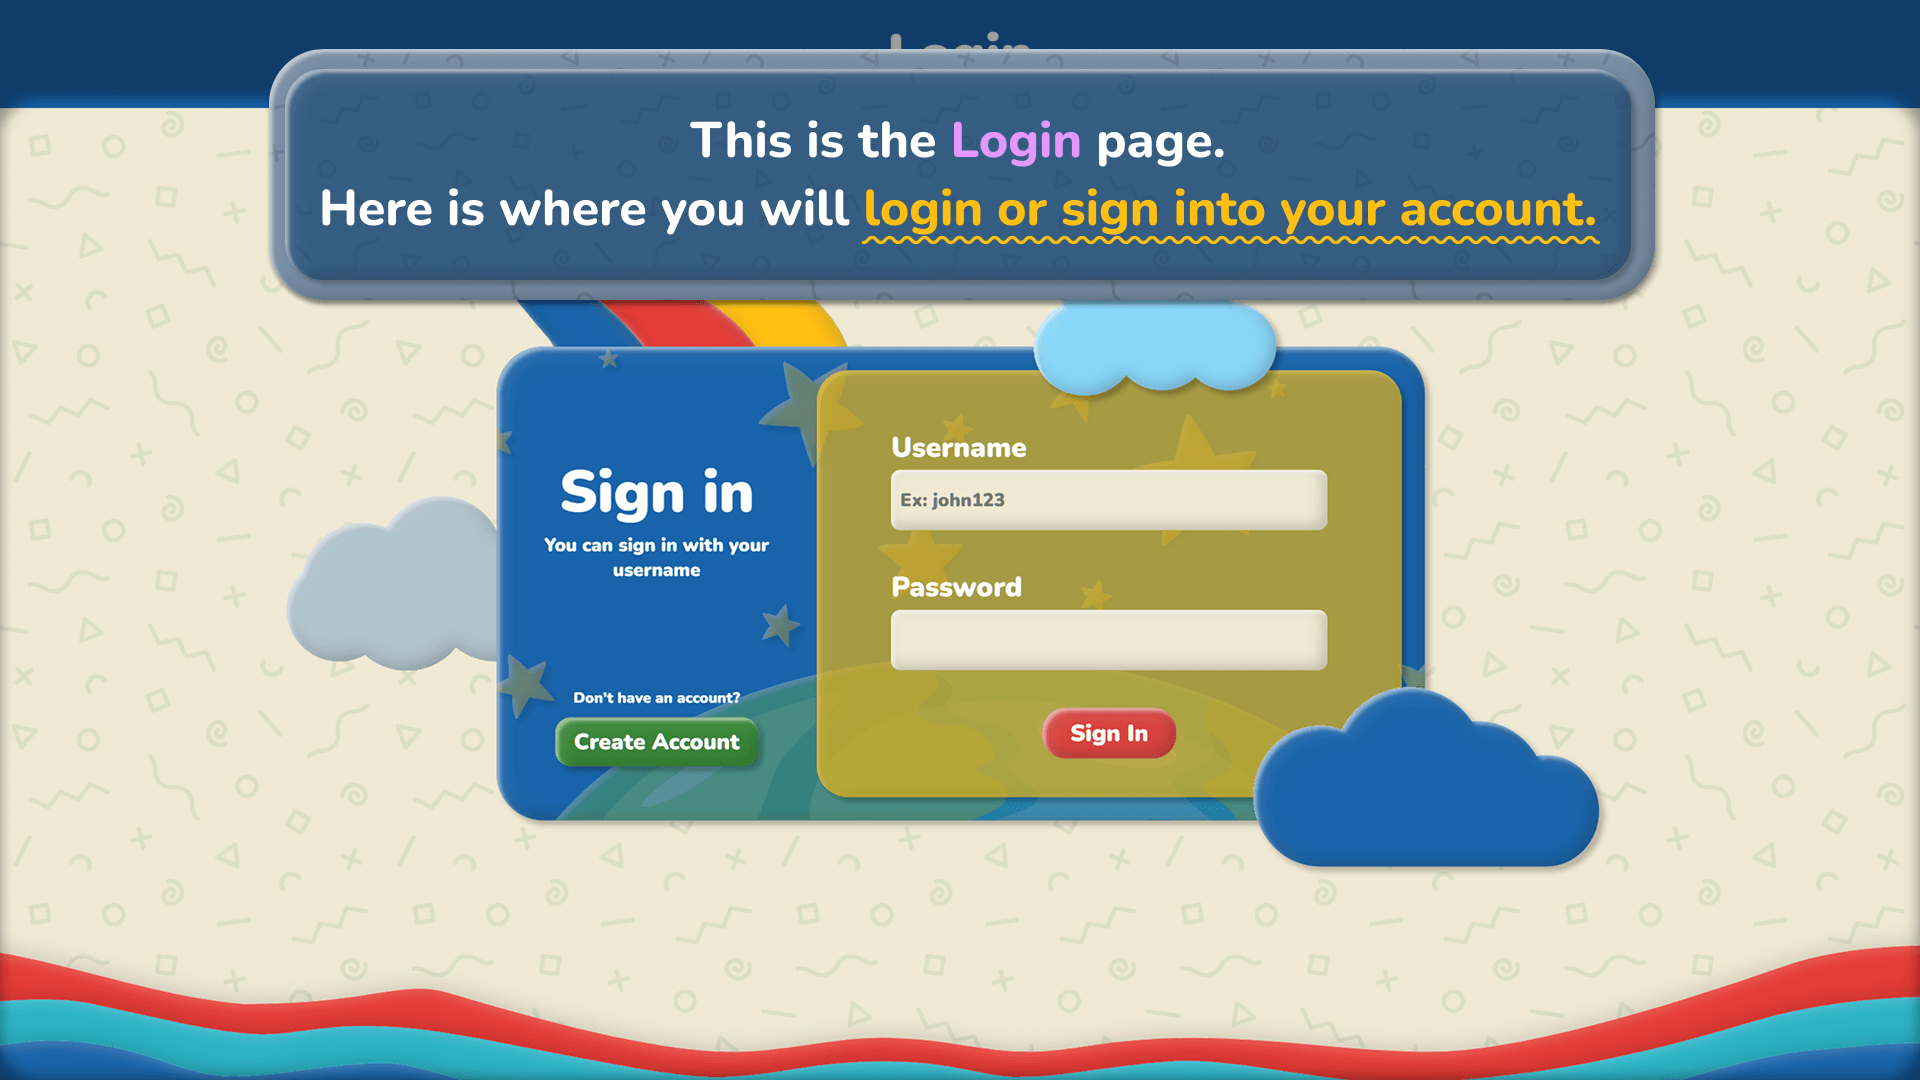 Login
This is the Login page.
Here is where you will login or sign into your account.
Sign in
You can sign in with your
username
Don't have an account?
Create Account
Username
Ex: john123
Password
Sign In